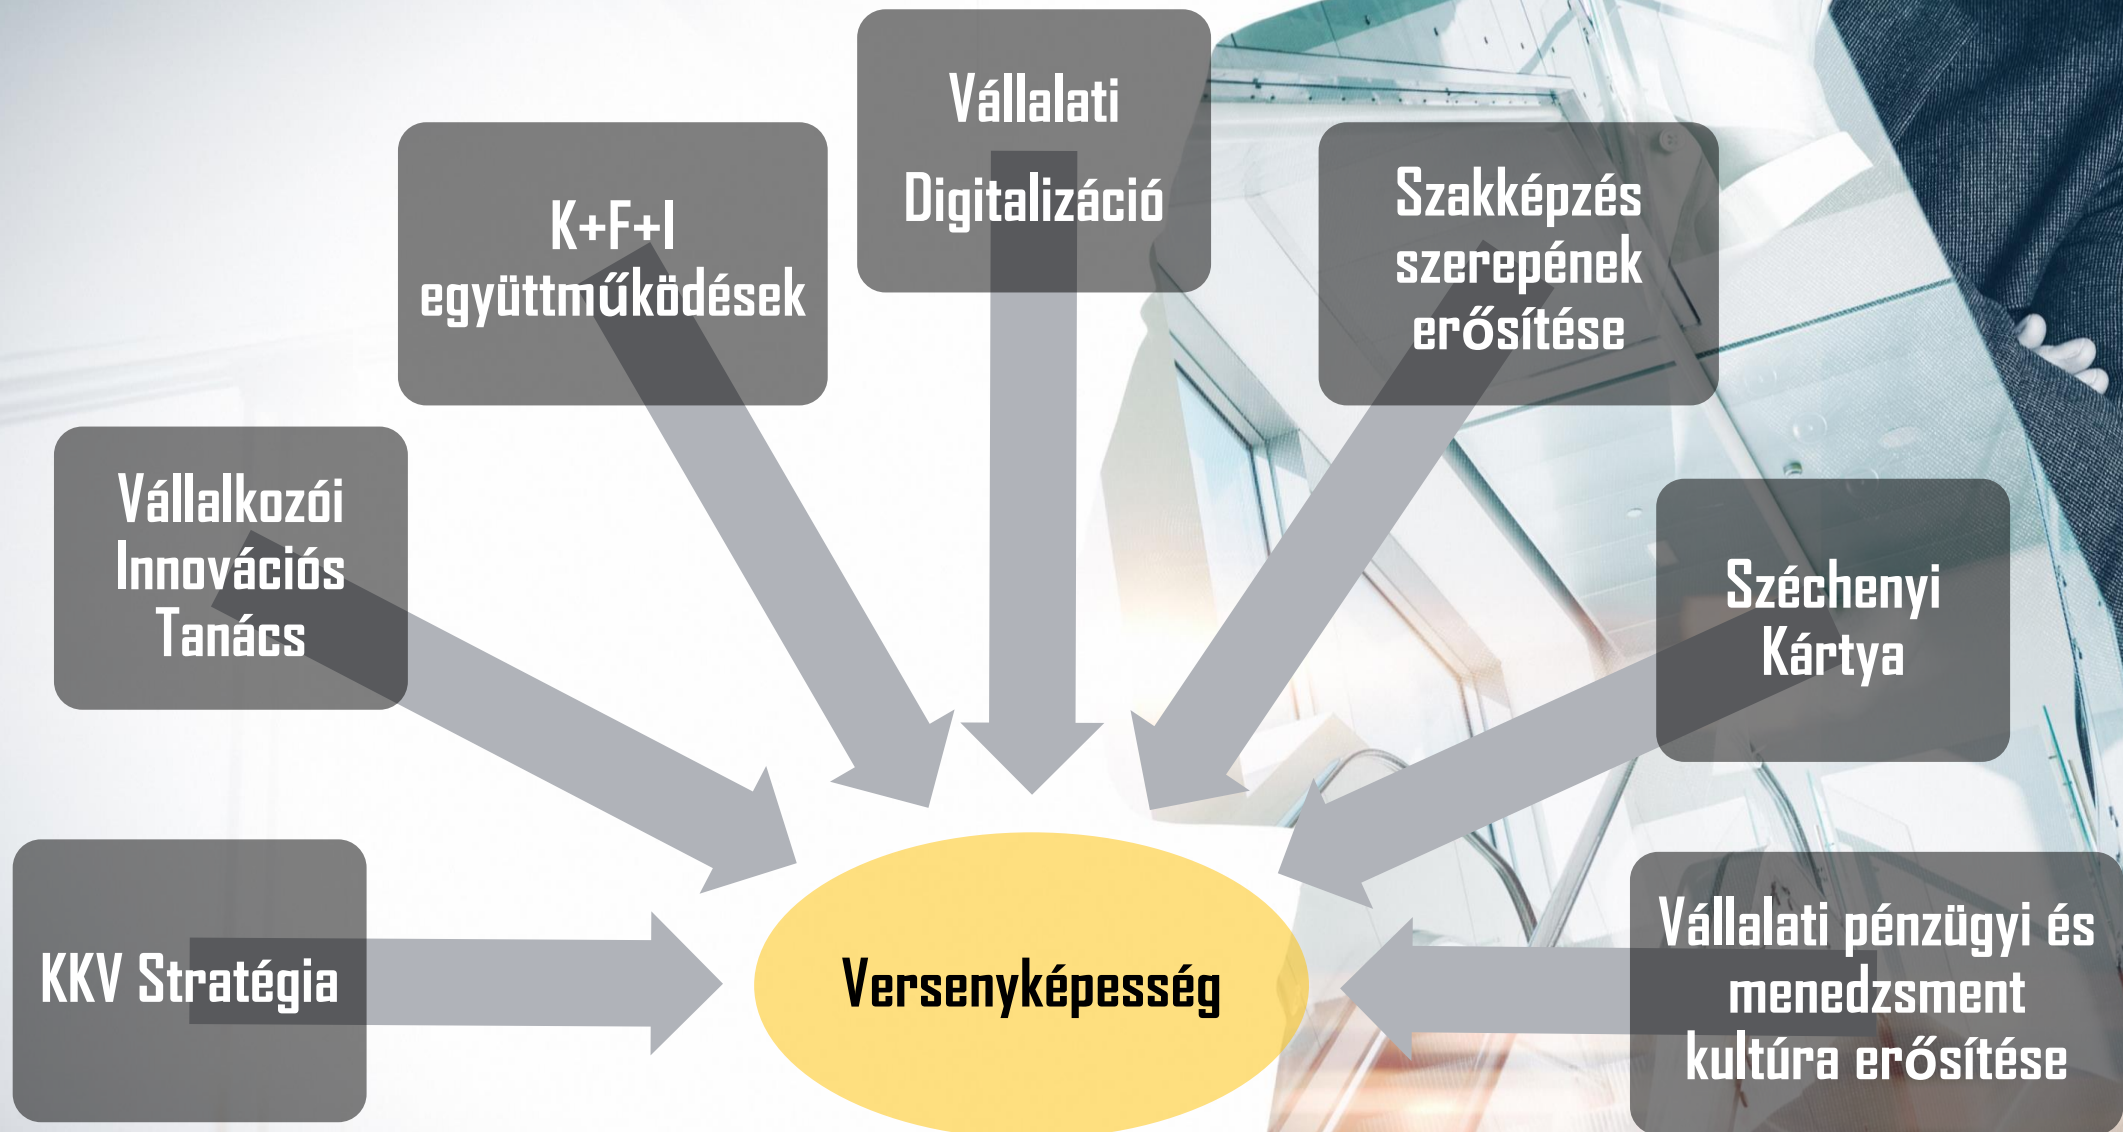 Vállalati
Digitalizáció
K+F+I
együttműködések
Szakképzés
szerepének
erősítése
Vállalkozói
Innovációs
Tanács
Széchenyi
Kártya
KKV Stratégia
Versenyképesség
Vállalati pénzügyi és
menedzsment
kultúra erősítése